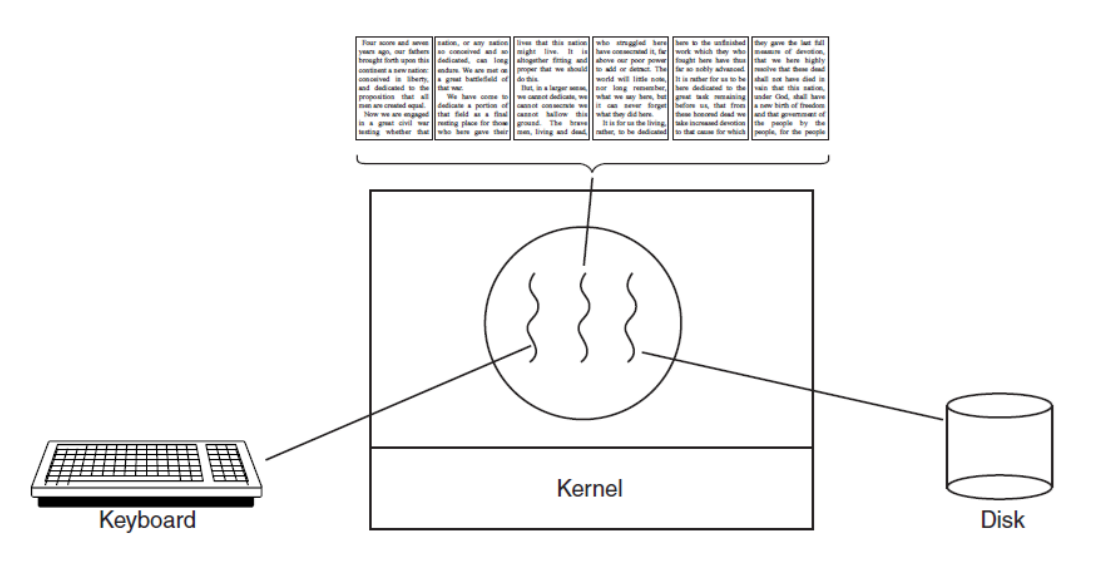 Four score and seven
years ago, our fathers
brought forth upon this
continent a new nation:
conceived in liberty,
and dedicated to the
proposition that all
men are created equal.
Now we are engaged
in a great civil war
testing whether that
nation, or any nation
so conceived and so
dedicated, can long
endure. We are met on
a great battlefield of
that war.
We have come to
dedicate a portion of
that field as a final
resting place for those
who here gave their
lives that this nation
might live. It is
altogether fitting and
proper that we should
do this.
But, in a larger sense,
we cannot dedicate, we
cannot consecrate we
cannot hallow this
ground. The brave
men, living and dead,
who struggled here
have consecrated it, far
above our poor power
to add or detract. The
world will little note,
nor long remember,
what we say here, but
it can never forget
what they did here.
It is for us the living,
rather, to be dedicated
here to the unfinished
work which they who
fought here have thus
far so nobly advanced.
It is rather for us to be
here dedicated to the
great task remaining
before us, that from
these honored dead we
take increased devotion
to that cause for which
they gave the last full
measure of devotion,
that we here highly
resolve that these dead
shall not have died in
vain that this nation,
under God, shall have
a new birth of freedom
and that government of
the people by the
people, for the people
Kernel
Keyboard
Disk